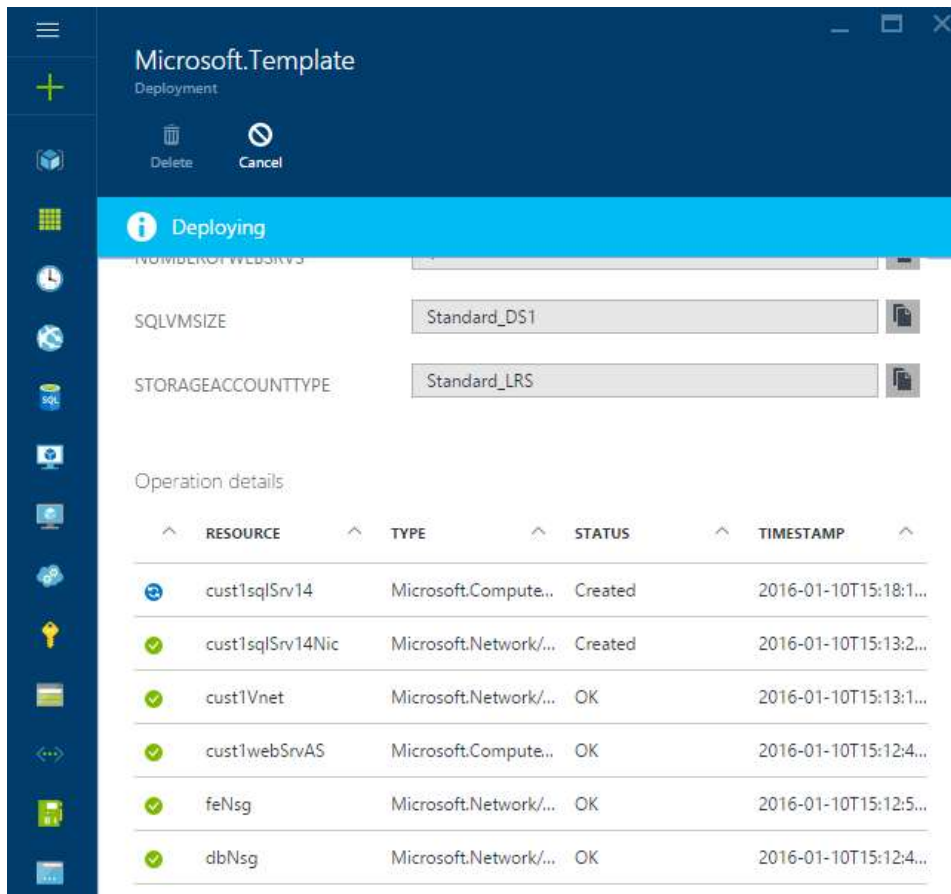 Microsoft.Template
Deployment
Delete Cancel
Deploying
NUMBEROFWEBSRVS
SQLVMSIZE Standard_DS1
STORAGEACCOUNTTYPE Standard_LRS
SQL
Operation details
RESOURCE TYPE STATUS TIMESTAMP
cust1sqlSrv14 Microsoft.Compute... Created 2016-01-10T15:18:1...
cust1sqlSrv14Nic Microsoft.Network/... Created 2016-01-10T15:13:2...
cust1Vnet Microsoft.Network/... OK 2016-01-10T15:13:1...
cust1webSrvAS Microsoft.Compute... OK 2016-01-10T15:12:4...
feNsg Microsoft.Network/... OK 2016-01-10T15:12:5...
dbNsg Microsoft.Network/... OK 2016-01-10T15:12:4...